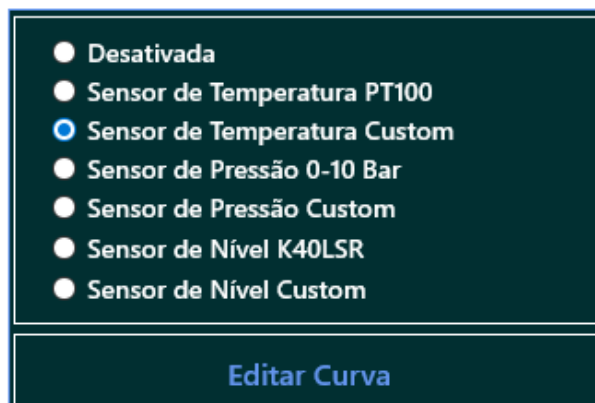 Desativada
Sensor de Temperatura PT100
Sensor de Temperatura Custom
Sensor de Pressão 0-10 Bar
Sensor de Pressão Custom
Sensor de Nível K40LSR
Sensor de Nível Custom
Editar Curva